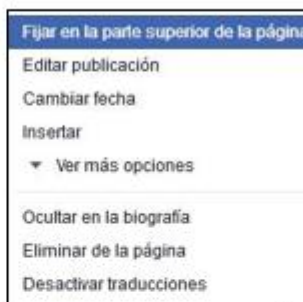 Fijar en la parte superior de la página
Editar publicación
Cambiar fecha
Insertar
Ver más opciones
Ocultar en la biografía
Eliminar de la página
Desactivar traducciones